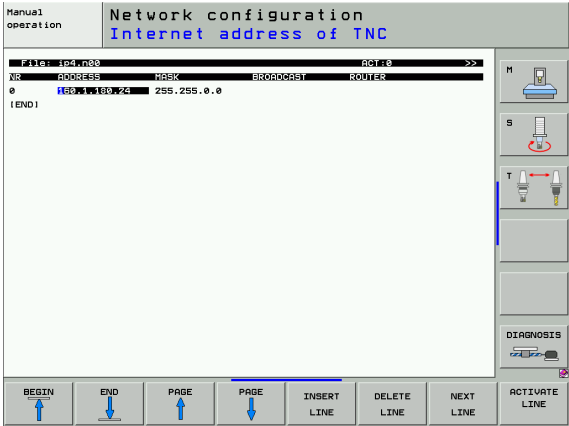 Manual
operation
Network configuration
Internet address of TNC
File: ip4.n00 ACT:0 >>
NR ADDRESS MASK BROADCAST ROUTER
0 160.1.180.24 255.255.0.0
[END]
M
S
T
DIAGNOSIS
BEGIN
END
PAGE
PAGE
INSERT
LINE
DELETE
LINE
NEXT
LINE
ACTIVATE
LINE